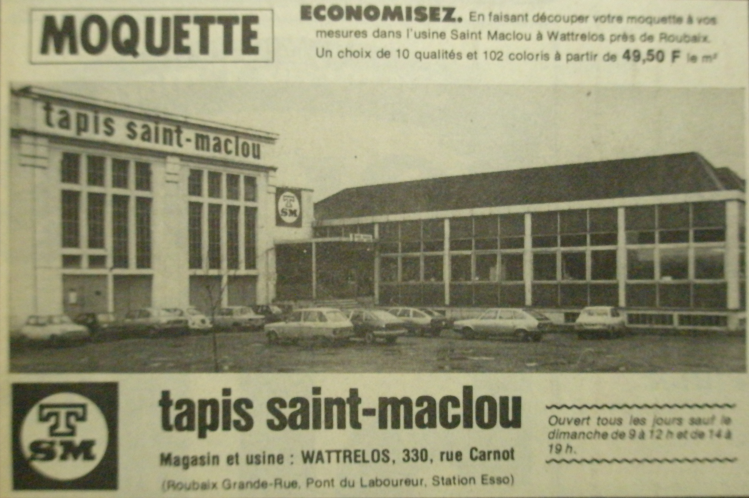 MOQUETTE
ECONOMISEZ. En faisant découper votre moquette à vos
mesures dans l'usine Saint Maclou à Wattrelos près de Roubaix.
Un choix de 10 qualités et 102 coloris à partir de 49,50 F le m²
tapis saint-maclou
TSM
TSM
tapis saint-maclou
Magasin et usine : WATTRELOS, 330, rue Carnot
(Roubaix Grande-Rue, Pont du Laboureur, Station Esso)
Ouvert tous les jours sauf le
dimanche de 9 à 12 h et de 14 à
19 h.